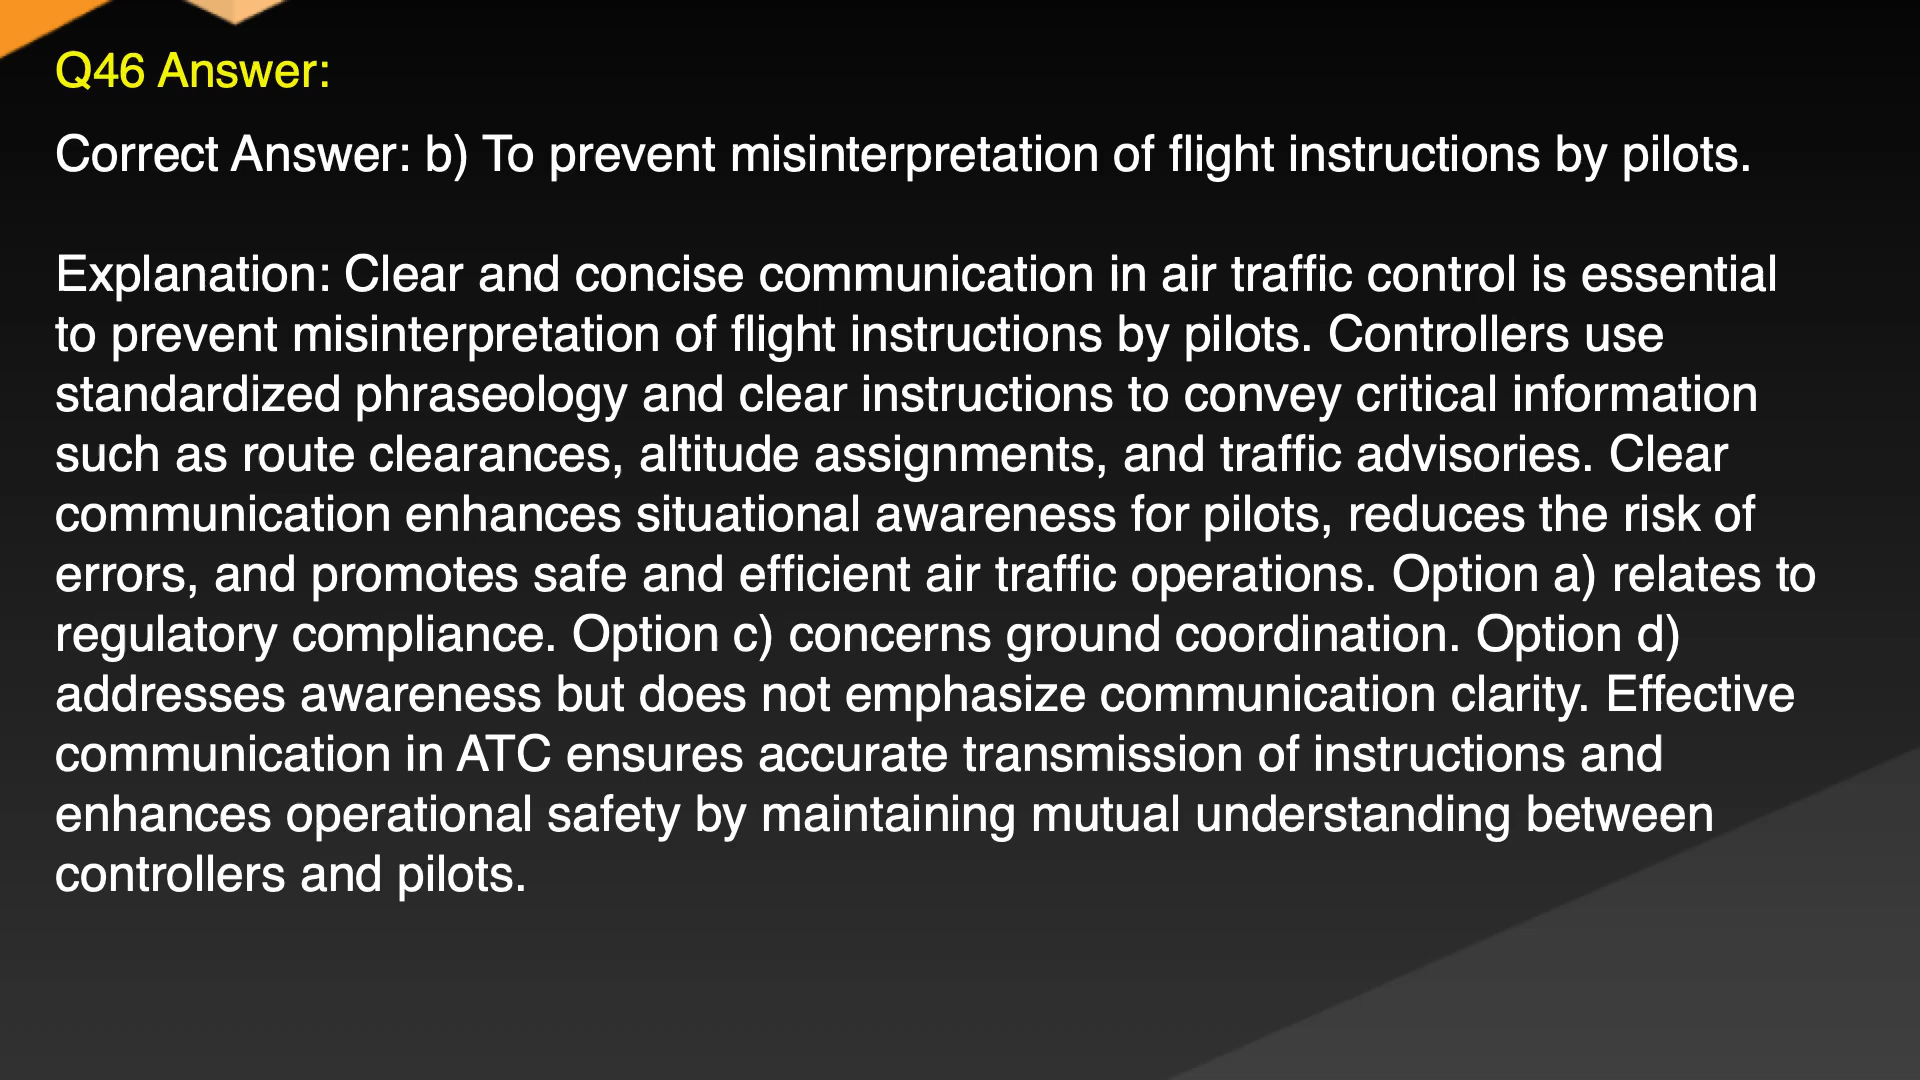 Q46 Answer:
Correct Answer: b) To prevent misinterpretation of flight instructions by pilots.
Explanation: Clear and concise communication in air traffic control is essential
to prevent misinterpretation of flight instructions by pilots. Controllers use
standardized phraseology and clear instructions to convey critical information
such as route clearances, altitude assignments, and traffic advisories. Clear
communication enhances situational awareness for pilots, reduces the risk of
errors, and promotes safe and efficient air traffic operations. Option a) relates to
regulatory compliance. Option c) concerns ground coordination. Option d)
addresses awareness but does not emphasize communication clarity. Effective
communication in ATC ensures accurate transmission of instructions and
enhances operational safety by maintaining mutual understanding between
controllers and pilots.